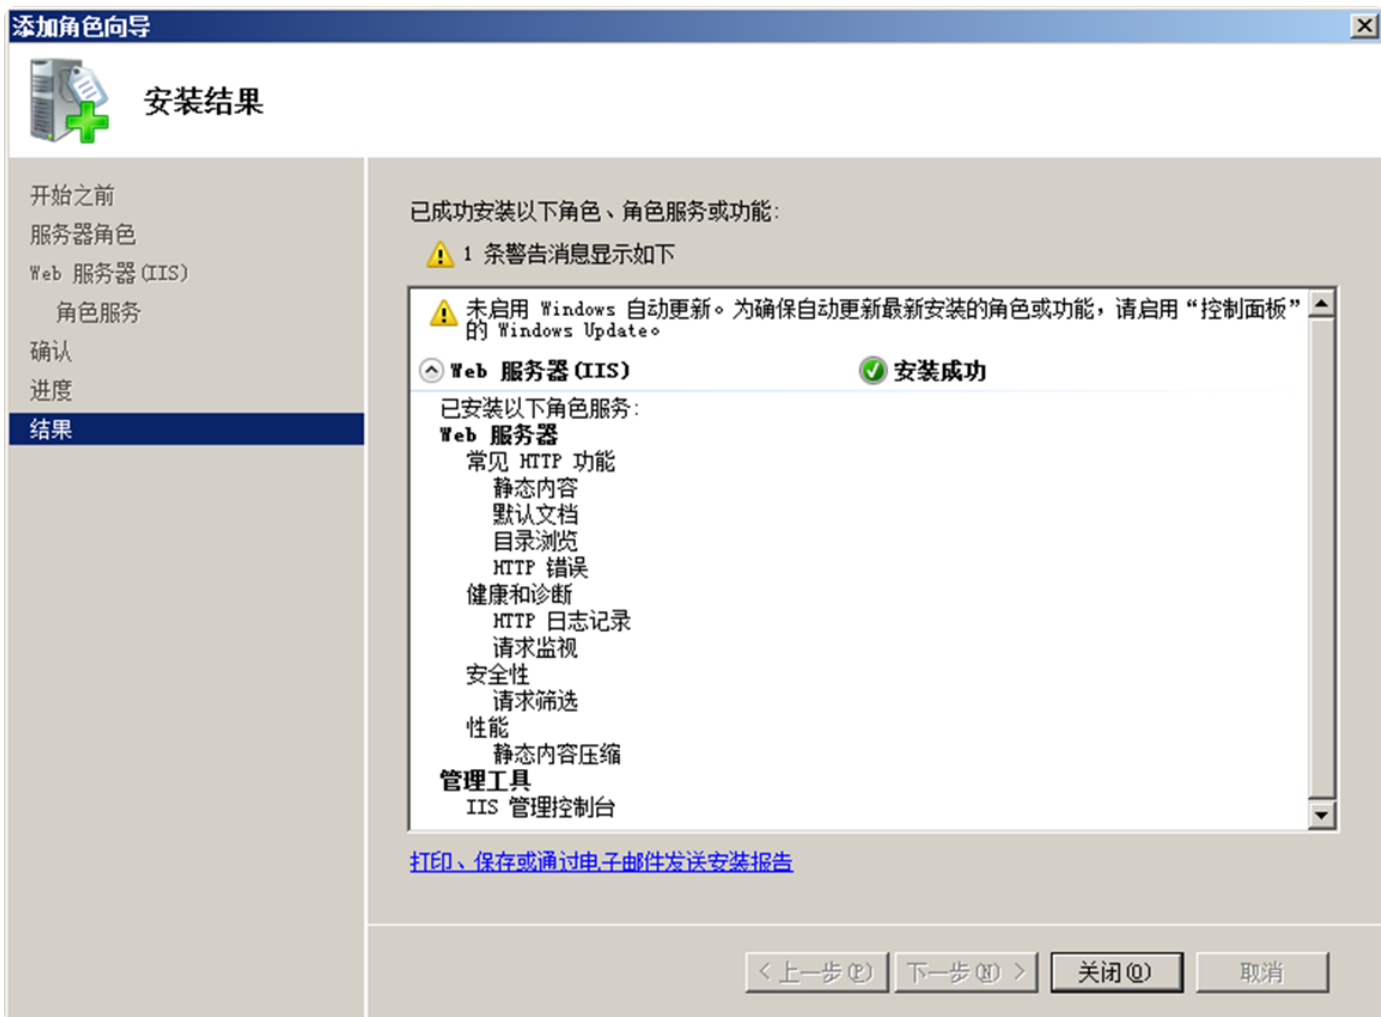 添加角色向导
安装结果
开始之前
服务器角色
Web 服务器(IIS)
角色服务
确认
进度
结果
已成功安装以下角色、角色服务或功能:
1 条警告消息显示如下
未启用 Windows 自动更新。为确保自动更新最新安装的角色或功能，请启用“控制面板”
的 Windows Update。
Web 服务器(IIS) 安装成功
已安装以下角色服务:
Web 服务器
常见 HTTP 功能
静态内容
默认文档
目录浏览
HTTP 错误
健康和诊断
HTTP 日志记录
请求监视
安全性
请求筛选
性能
静态内容压缩
管理工具
IIS 管理控制台
打印、保存或通过电子邮件发送安装报告
< 上一步(P) 下一步(N) > 关闭(O) 取消